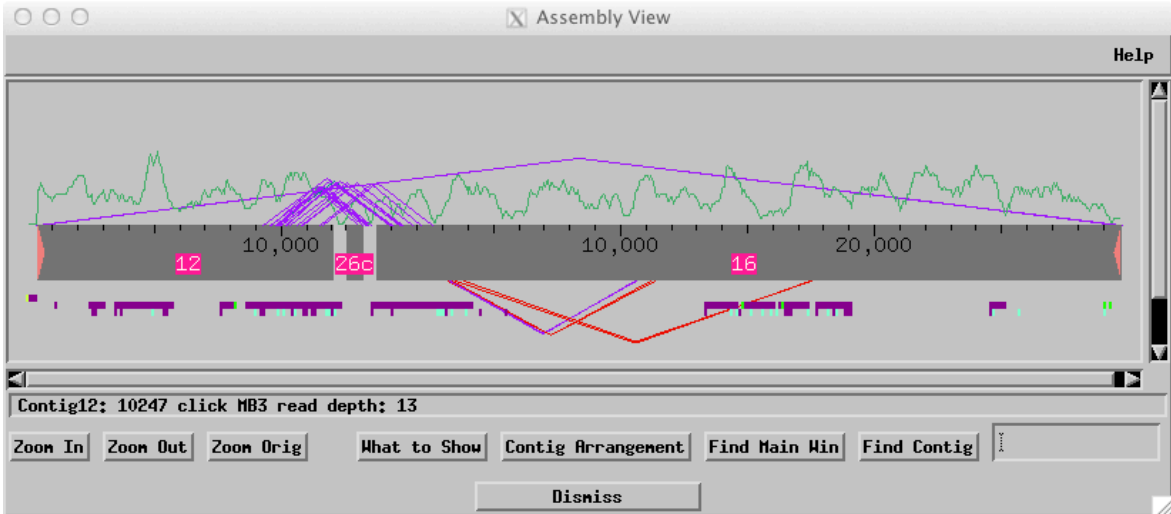 Assembly View
Help
10,000 10,000 20,000
12 26c 16
Contig12: 10247 click MB3 read depth: 13
Zoom In Zoom Out Zoom Orig What to Show Contig Arrangement Find Main Win Find Contig
Dismiss